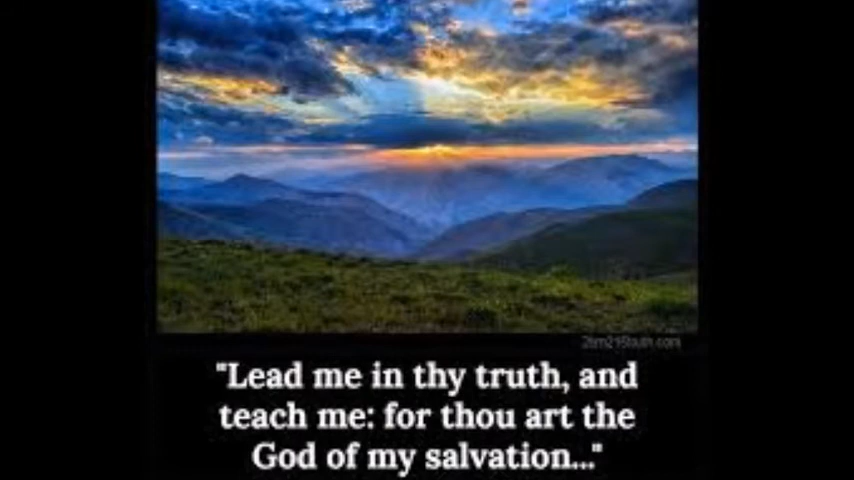 "Lead me in thy truth, and
teach me: for thou art the
God of my salvation..."